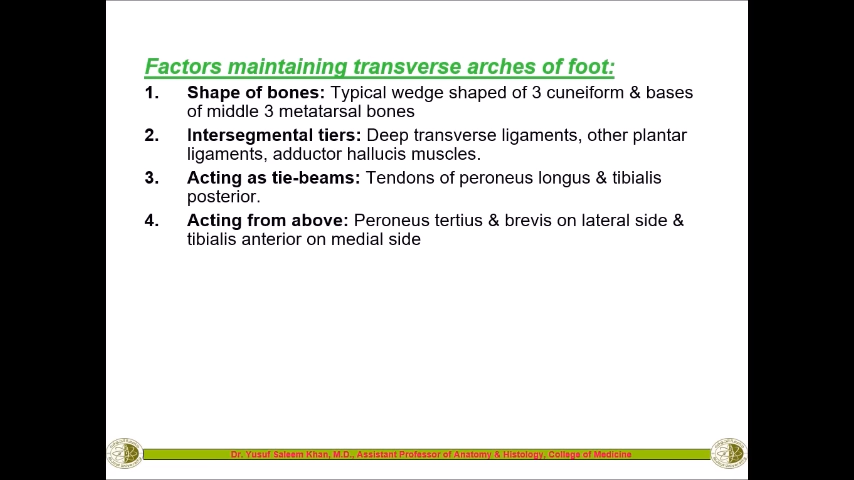 Factors maintaining transverse arches of foot:
1. Shape of bones: Typical wedge shaped of 3 cuneiform & bases
of middle 3 metatarsal bones
2. Intersegmental tiers: Deep transverse ligaments, other plantar
ligaments, adductor hallucis muscles.
3. Acting as tie-beams: Tendons of peroneus longus & tibialis
posterior.
4. Acting from above: Peroneus tertius & brevis on lateral side &
tibialis anterior on medial side
Dr. Yusuf Saleem Khan, M.D., Assistant Professor of Anatomy & Histology, College of Medicine